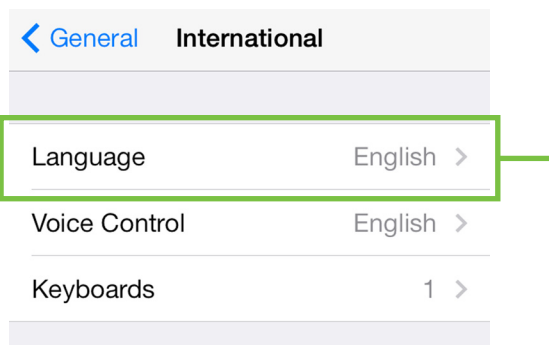 General International
Language English
Voice Control English
Keyboards 1